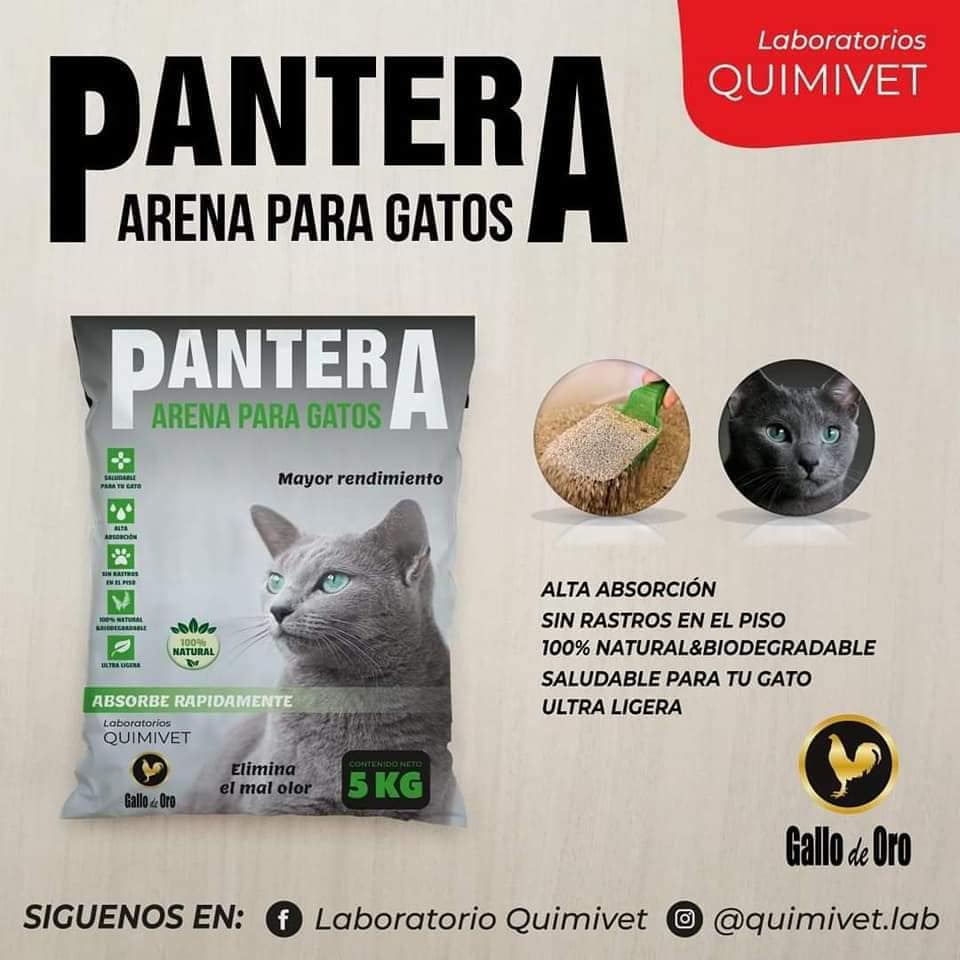 Laboratorios
QUIMIVET
PANTERA
ARENA PARA GATOS
PANTERA
ARENA PARA GATOS
Mayor rendimiento
SALUDABLE
PARA TU GATO
ALTA
ABSORCIÓN
SIN RASTROS
EN EL PISO
100% NATURAL
&BIODEGRADABLE
ULTRA LIGERA
100%
NATURAL
ABSORBE RAPIDAMENTE
Laboratorios
QUIMIVET
Gallo de Oro
Elimina
el mal olor
CONTENIDO NETO
5 KG
ALTA ABSORCIÓN
SIN RASTROS EN EL PISO
100% NATURAL&BIODEGRADABLE
SALUDABLE PARA TU GATO
ULTRA LIGERA
Gallo de Oro
SIGUENOS EN: f Laboratorio Quimivet @quimivet.lab